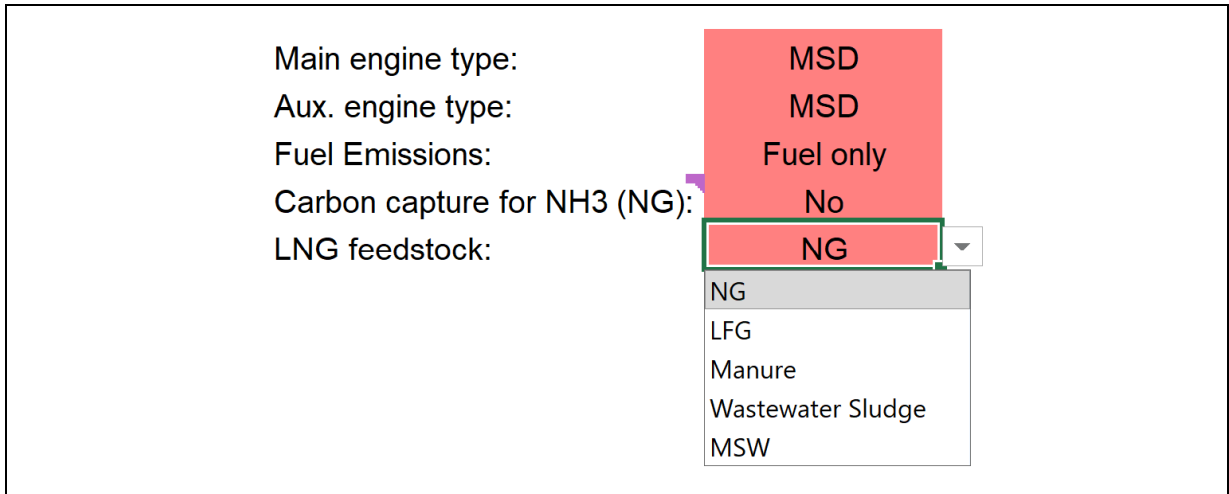 Main engine type: MSD
Aux. engine type: MSD
Fuel Emissions: Fuel only
Carbon capture for NH3 (NG): No
LNG feedstock: NG
NG
LFG
Manure
Wastewater Sludge
MSW